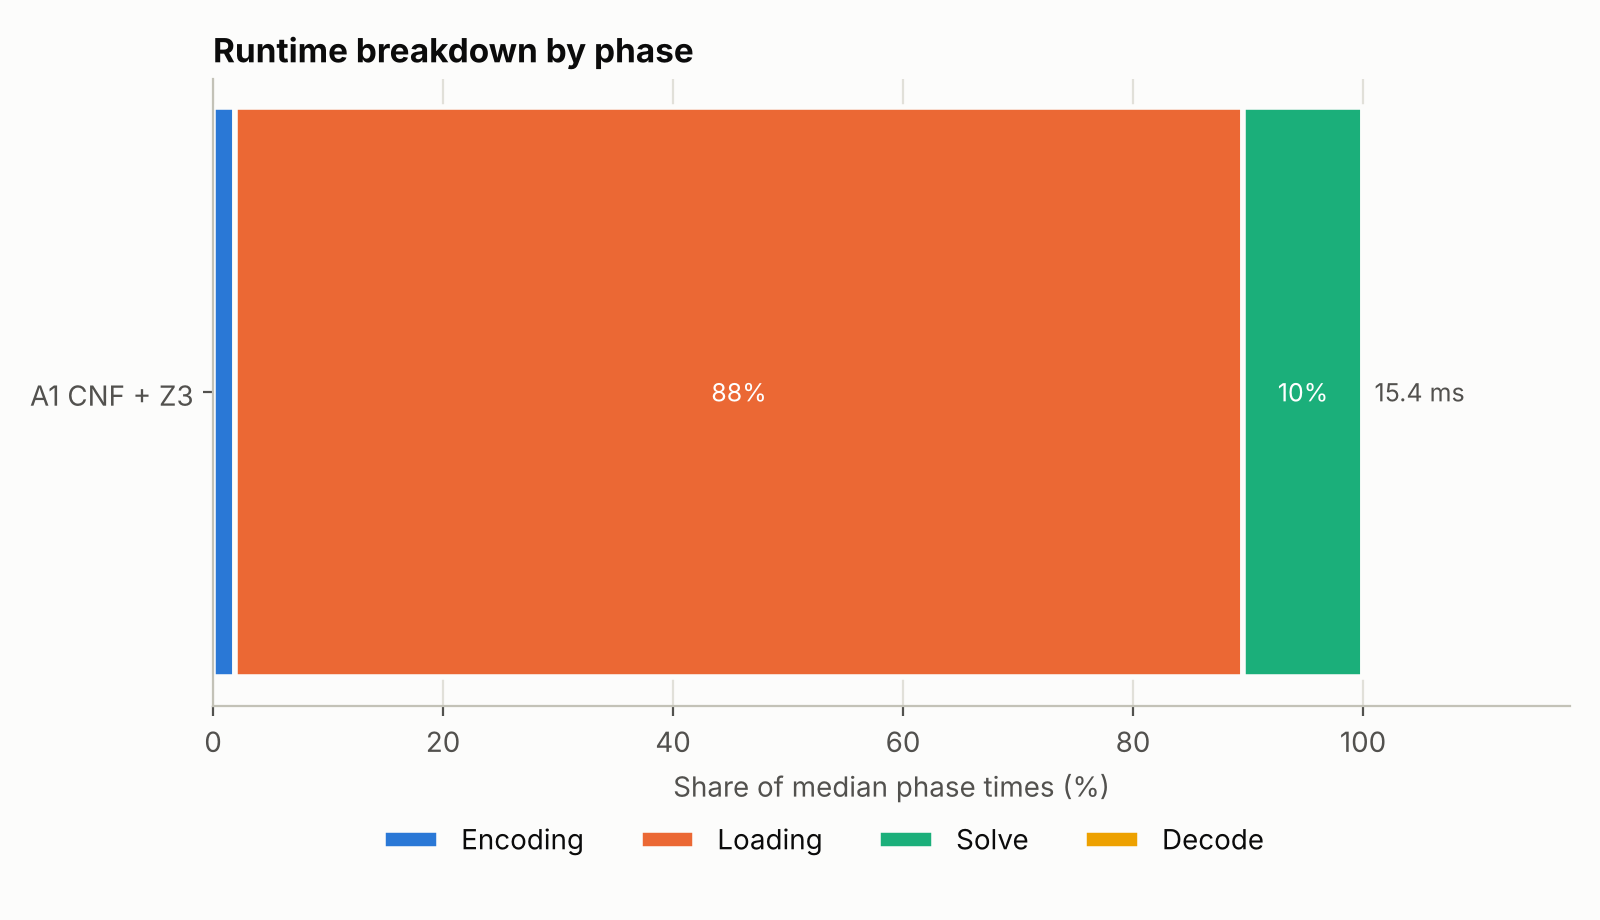 Runtime breakdown by phase
A1 CNF + Z3
88%
10%
15.4 ms
0 20 40 60 80 100
Share of median phase times (%)
Encoding Loading Solve Decode